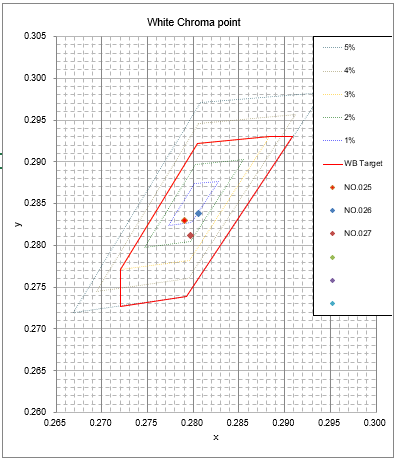 White Chroma point
0.305
0.300
0.295
0.290
0.285
0.280
0.275
0.270
0.265
0.260
y
0.265 0.270 0.275 0.280 0.285 0.290 0.295 0.300
x
5%
4%
3%
2%
1%
WB Target
NO.025
NO.026
NO.027